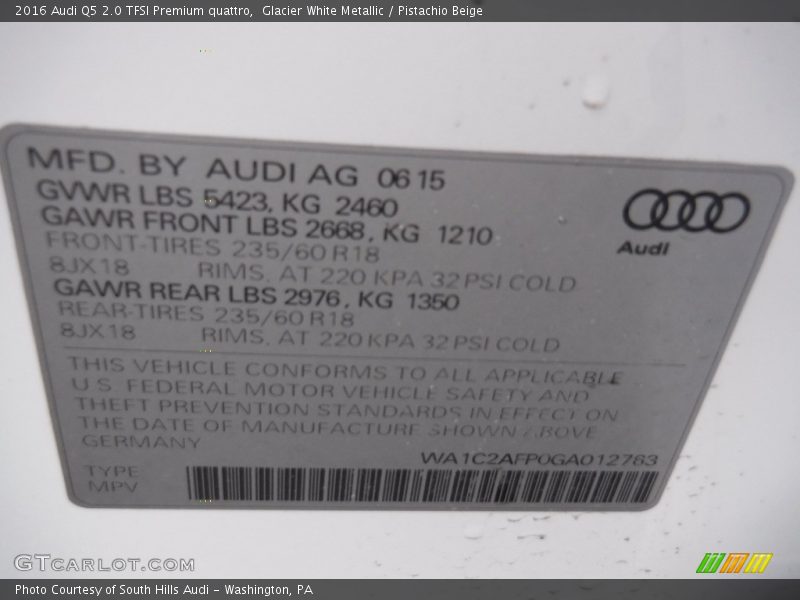 2016 Audi Q5 2.0 TFSI Premium quattro,  Glacier White Metallic / Pistachio Beige
MFD. BY AUDI AG 0615
GVWR LBS 5423, KG 2460
GAWR FRONT LBS 2668, KG 1210
FRONT-TIRES 235/60 R18
8JX18 RIMS. AT 220 KPA 32 PSI COLD
GAWR REAR LBS 2976, KG 1350
REAR-TIRES 235/60 R18
8JX18 RIMS. AT 220 KPA 32 PSI COLD
Audi
THIS VEHICLE CONFORMS TO ALL APPLICABLE
U.S. FEDERAL MOTOR VEHICLE SAFETY AND
THEFT PREVENTION STANDARDS IN EFFECT ON
THE DATE OF MANUFACTURE SHOWN ABOVE
GERMANY
WA1C2AFP0GA012763
TYPE
MPV
GTCARLOT.COM
Photo Courtesy of South Hills Audi - Washington, PA